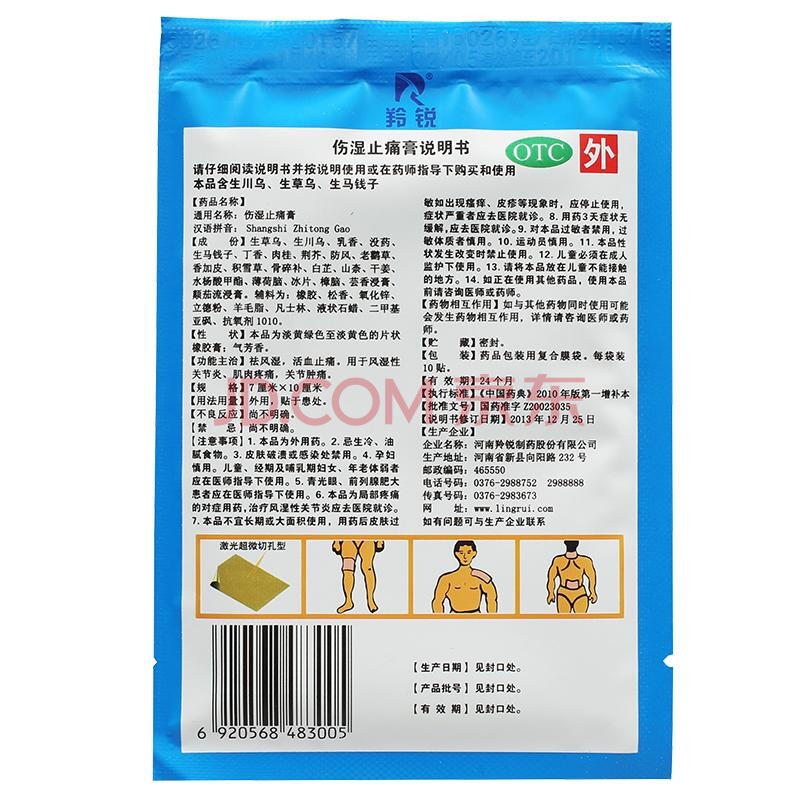 羚锐
伤湿止痛膏说明书
OTC
外
请仔细阅读说明书并按说明使用或在药师指导下购买和使用
本品含生川乌、生草乌、生马钱子
【药品名称】
通用名称：伤湿止痛膏
汉语拼音：Shangshi Zhitong Gao
【成　份】生草乌、生川乌、乳香、没药、
生马钱子、丁香、肉桂、荆芥、防风、老鹳草、
香加皮、积雪草、骨碎补、白芷、山柰、干姜、
水杨酸甲酯、薄荷脑、冰片、樟脑、芸香浸膏、
颠茄流浸膏。辅料为：橡胶、松香、氧化锌、
立德粉、羊毛脂、凡士林、液状石蜡、二甲基
亚砜、抗氧剂1010。
【性　状】本品为淡黄绿色至淡黄色的片状
橡胶膏；气芳香。
【功能主治】祛风湿，活血止痛。用于风湿性
关节炎、肌肉疼痛，关节肿痛。
【规　格】7厘米×10厘米
【用法用量】外用，贴于患处。
【不良反应】尚不明确。
【禁　忌】尚不明确。
【注意事项】1.本品为外用药。2.忌生冷、油
腻食物。3.皮肤破溃或感染处禁用。4.孕妇
慎用。儿童、经期及哺乳期妇女、年老体弱者
应在医师指导下使用。5.青光眼、前列腺肥大
患者应在医师指导下使用。6.本品为局部疼痛
的对症用药，治疗风湿性关节炎应去医院就诊。
7.本品不宜长期或大面积使用，用药后皮肤过
敏如出现瘙痒、皮疹等现象时，应停止使用，
症状严重者应去医院就诊。8.用药3天症状无
缓解，应去医院就诊。9.对本品过敏者禁用，过
敏体质者慎用。10.运动员慎用。11.本品性
状发生改变时禁止使用。12.儿童必须在成人
监护下使用。13.请将本品放在儿童不能接触
的地方。14.如正在使用其他药品，使用本品
前请咨询医师或药师。
【药物相互作用】如与其他药物同时使用可能
会发生药物相互作用，详情请咨询医师或药
师。
【贮　藏】密封。
【包　装】药品包装用复合膜袋。每袋装
10贴。
【有 效 期】24个月
【执行标准】《中国药典》2010年版第一增补本
【批准文号】国药准字Z20023035
【说明书修订日期】2013年12月25日
【生产企业】
企业名称：河南羚锐制药股份有限公司
生产地址：河南省新县向阳路232号
邮政编码：465550
电话号码：0376-2988752 2988888
传真号码：0376-2983673
网　址：www.lingrui.com
如有问题可与生产企业联系
JD.COM京东
激光超微切孔型
6 920568 483005
【生产日期】见封口处。
【产品批号】见封口处。
【有 效 期】见封口处。